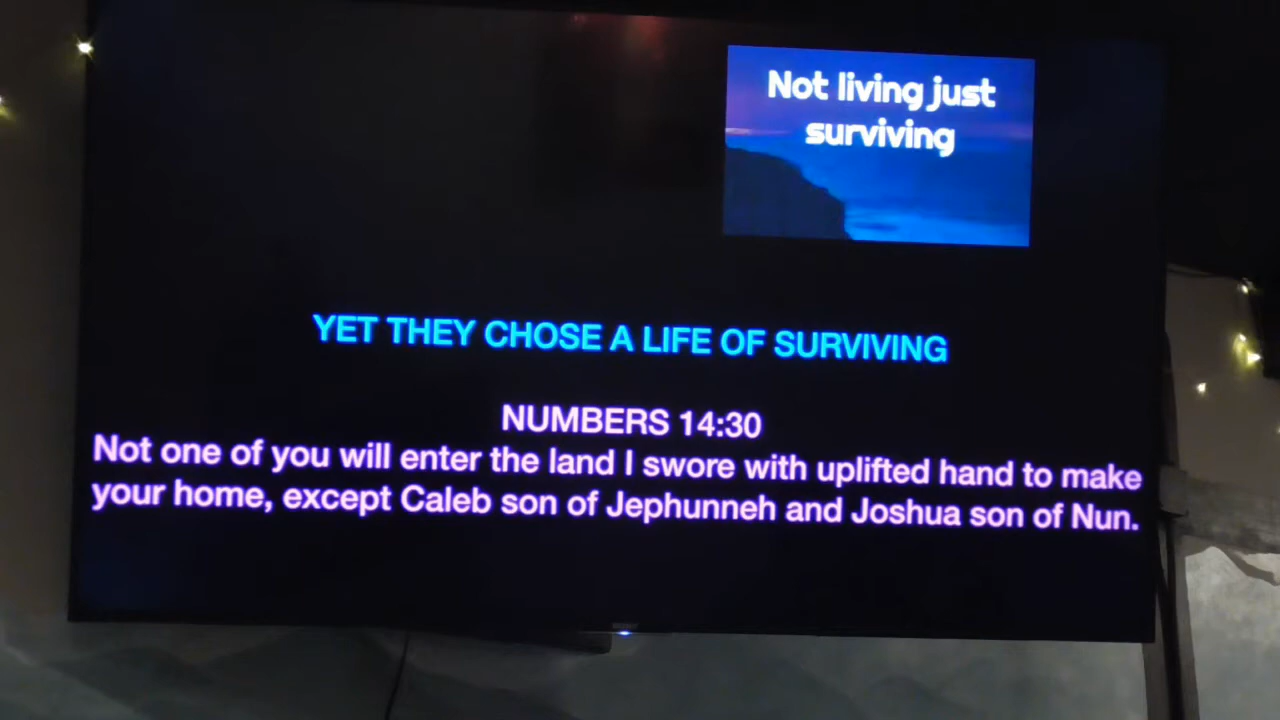 Not living just
surviving
YET THEY CHOSE A LIFE OF SURVIVING
NUMBERS 14:30
Not one of you will enter the land I swore with uplifted hand to make
your home, except Caleb son of Jephunneh and Joshua son of Nun.